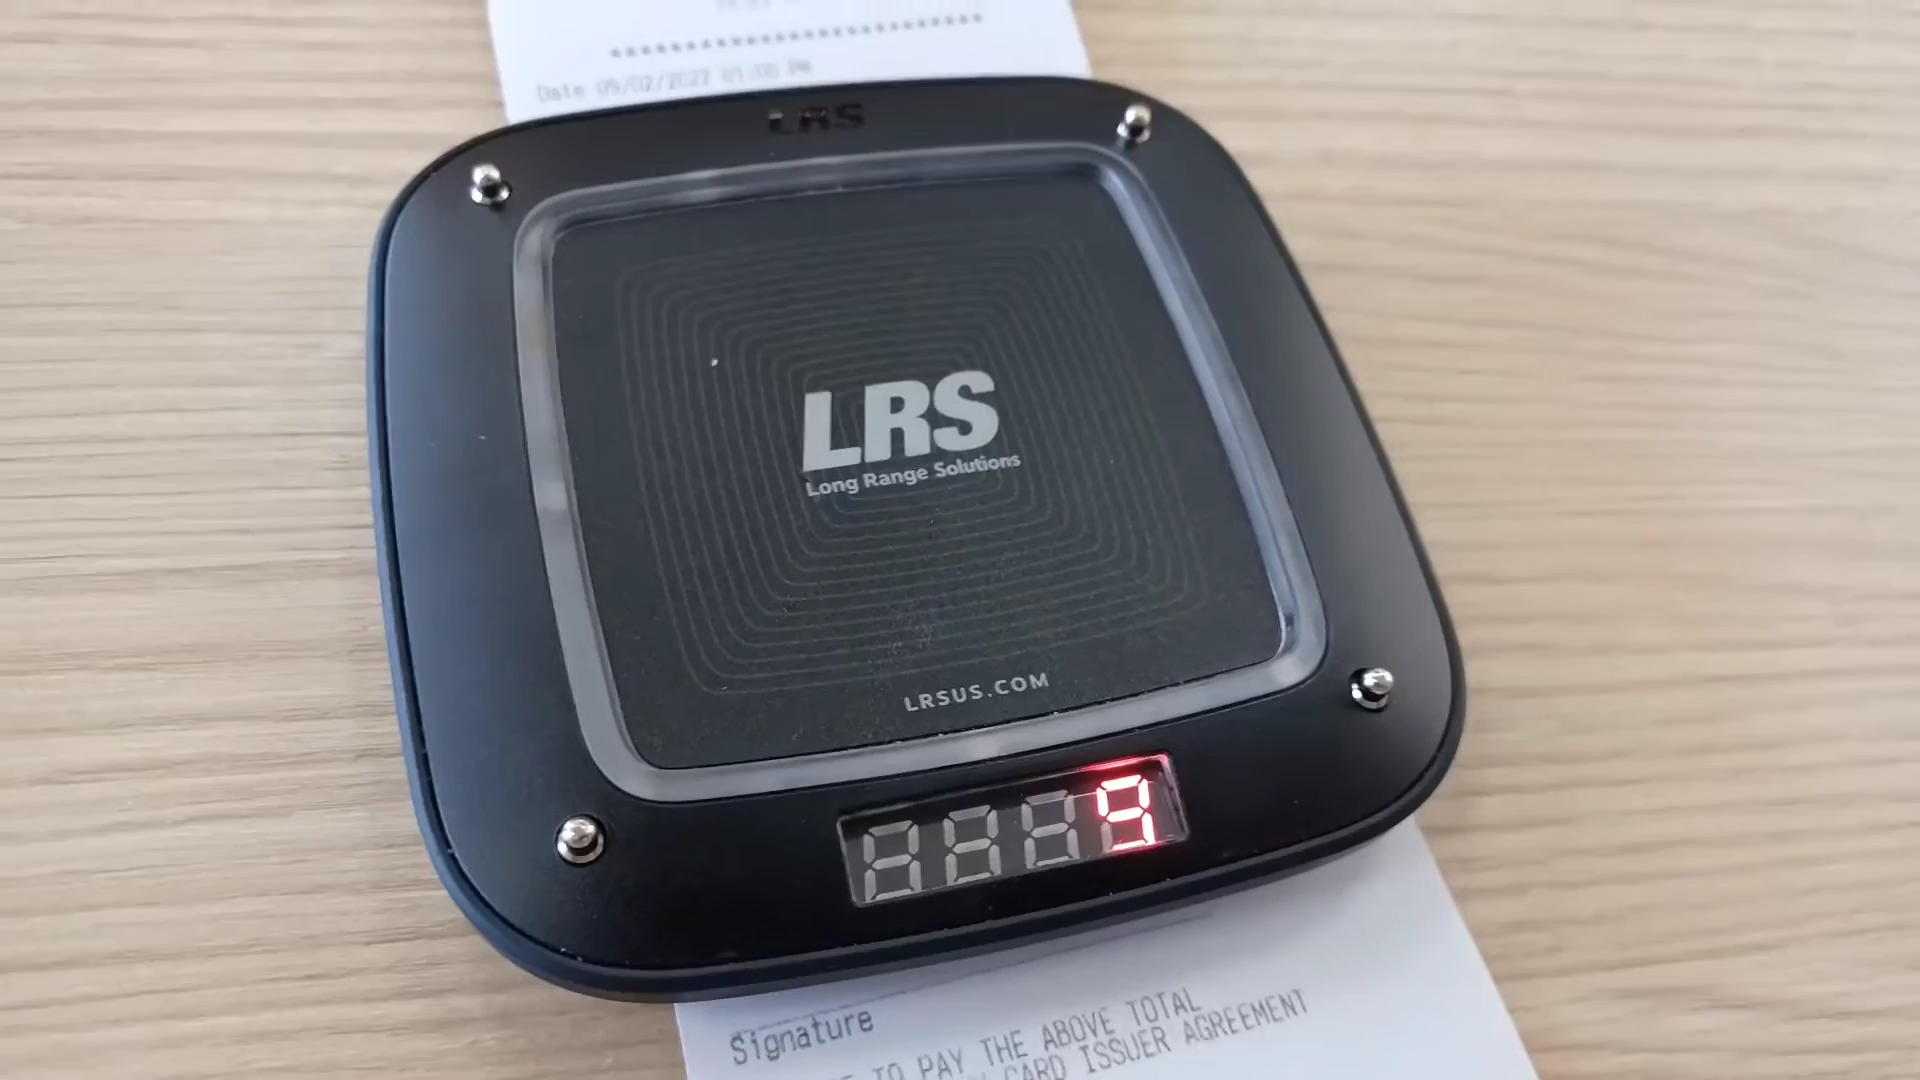 Date 09/02/2022 01:05 PM
LRS
LRS
Long Range Solutions
LRSUS.COM
9
Signature
TO PAY THE ABOVE TOTAL
CARD ISSUER AGREEMENT